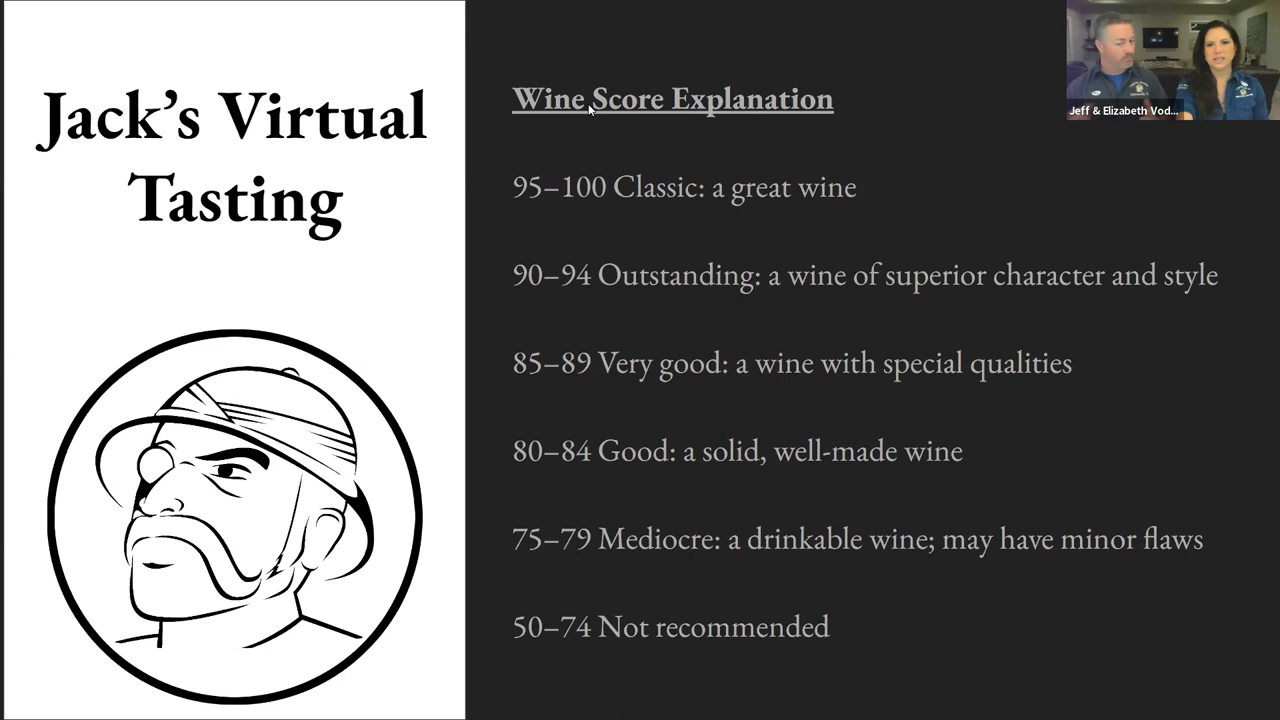 Jack's Virtual
Tasting
Wine Score Explanation
95–100 Classic: a great wine
90–94 Outstanding: a wine of superior character and style
85–89 Very good: a wine with special qualities
80–84 Good: a solid, well-made wine
75–79 Mediocre: a drinkable wine; may have minor flaws
50–74 Not recommended
Jeff & Elizabeth Vod...